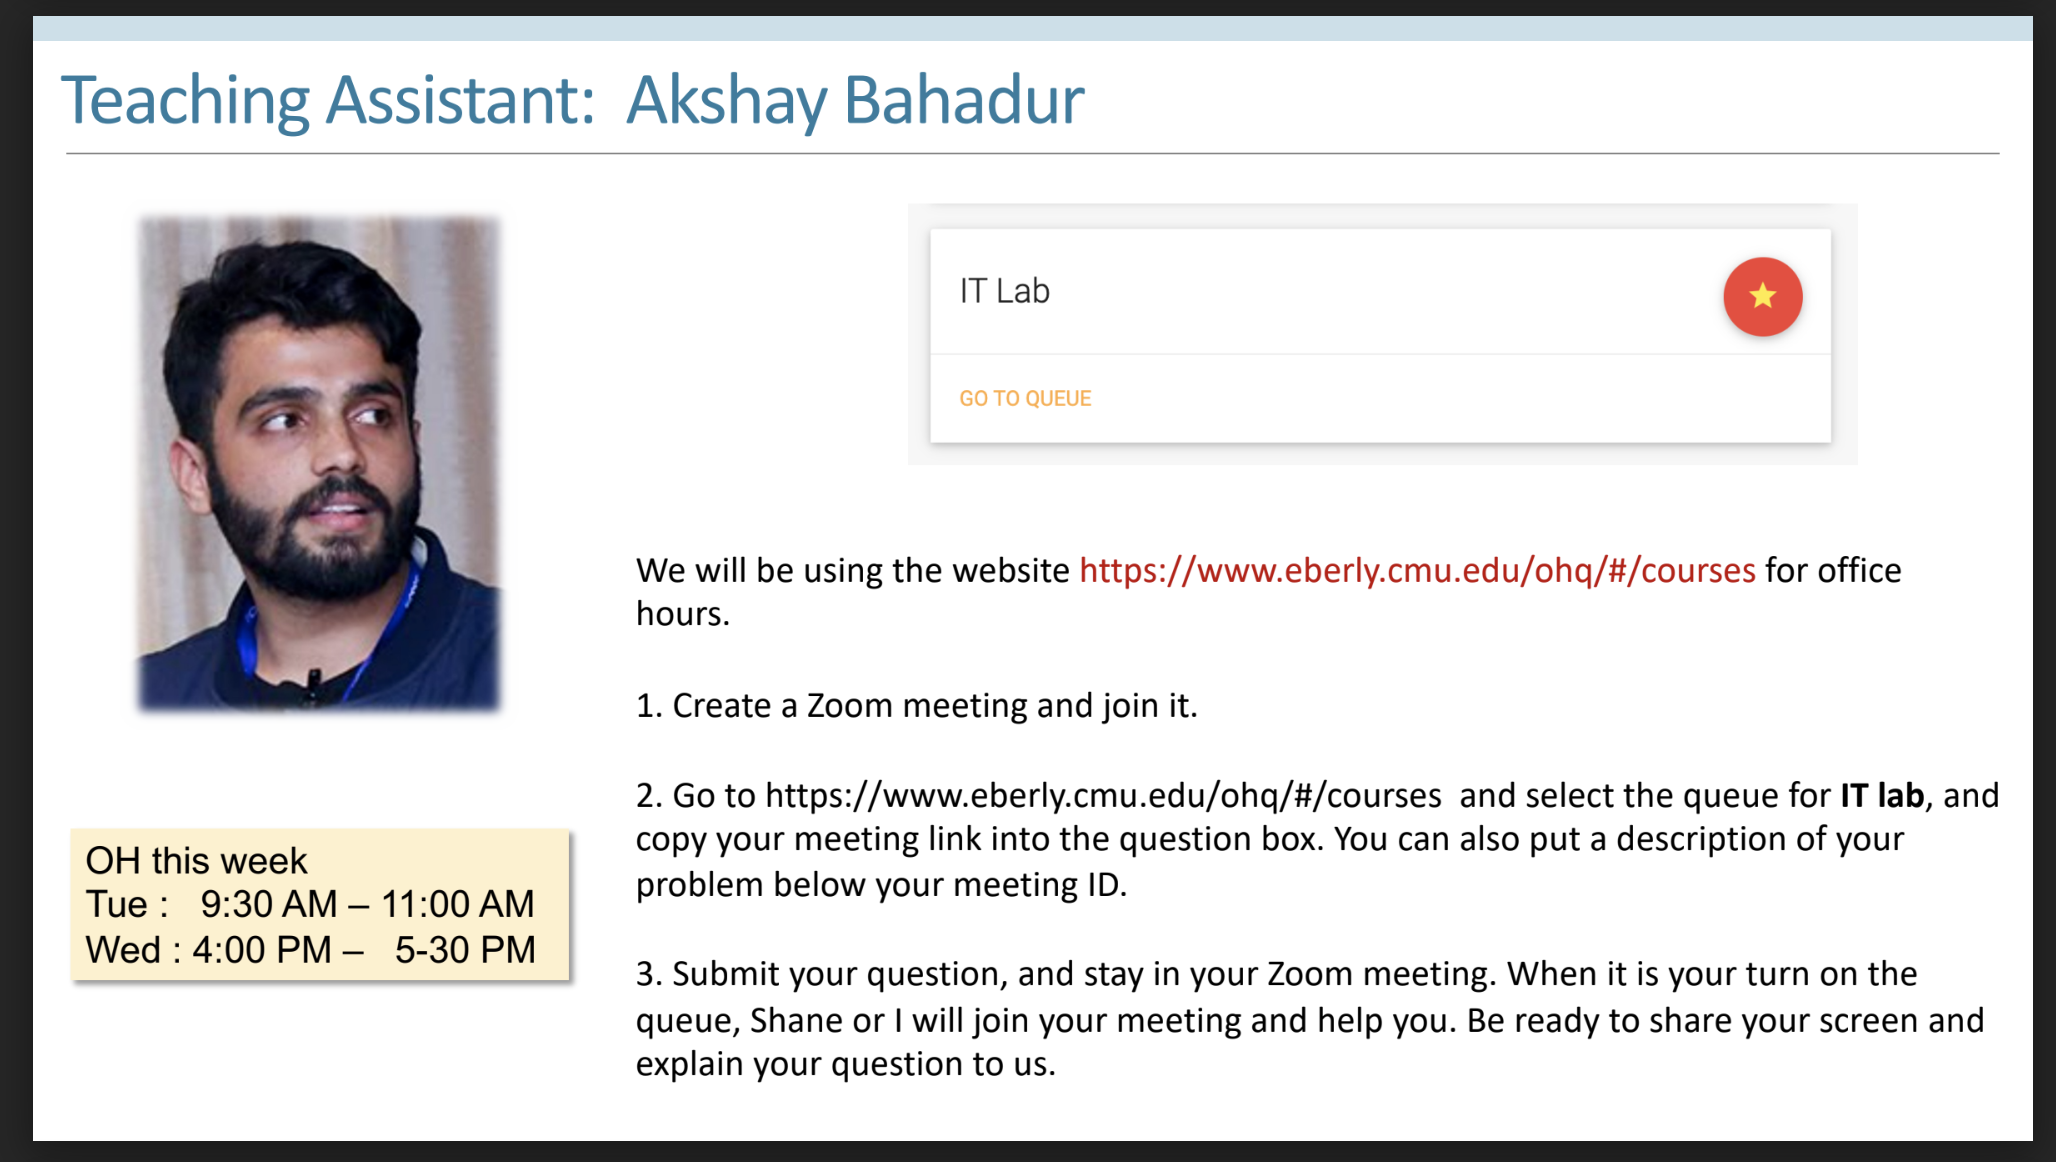 Teaching Assistant: Akshay Bahadur
IT Lab
GO TO QUEUE
We will be using the website https://www.eberly.cmu.edu/ohq/#/courses for office
hours.
1. Create a Zoom meeting and join it.
2. Go to https://www.eberly.cmu.edu/ohq/#/courses and select the queue for IT lab, and
copy your meeting link into the question box. You can also put a description of your
problem below your meeting ID.
3. Submit your question, and stay in your Zoom meeting. When it is your turn on the
queue, Shane or I will join your meeting and help you. Be ready to share your screen and
explain your question to us.
OH this week
Tue : 9:30 AM – 11:00 AM
Wed : 4:00 PM – 5-30 PM